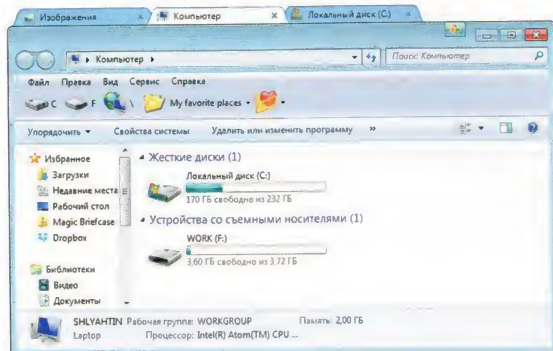 Изображения
Компьютер
Локальный диск (C:)
Компьютер
Поиск: Компьютер
Файл Правка Вид Сервис Справка
C F \ My favorite places
Упорядочить Свойства системы Удалить или изменить программу »
Избранное
Загрузки
Недавние места
Рабочий стол
Magic Briefcase
Dropbox
Библиотеки
Видео
Документы
Жесткие диски (1)
Локальный диск (C:)
170 ГБ свободно из 232 ГБ
Устройства со съемными носителями (1)
WORK (F:)
3,60 ГБ свободно из 3,72 ГБ
SHLYAHTIN Рабочая группа: WORKGROUP Память: 2,00 ГБ
Laptop Процессор: Intel(R) Atom(TM) CPU ...